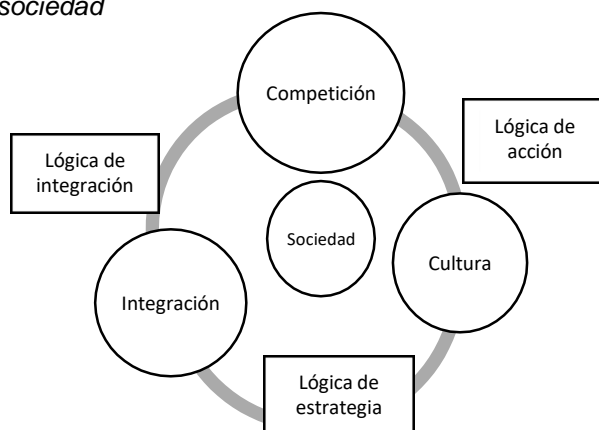 sociedad
Competición
Lógica de
acción
Lógica de
integración
Sociedad
Cultura
Integración
Lógica de
estrategia